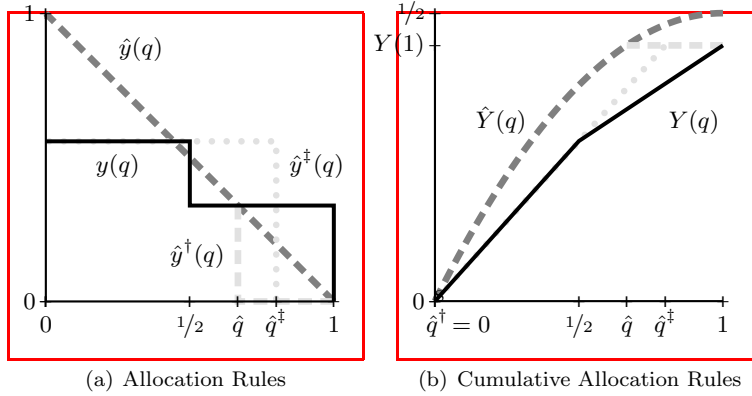 1
ŷ(q)
y(q)
ŷ‡(q)
ŷ†(q)
0
0 1/2 q̂ q̂‡ 1
(a) Allocation Rules
1/2
Y(1)
Ŷ(q)
Y(q)
0
q̂† = 0 1/2 q̂ q̂‡ 1
(b) Cumulative Allocation Rules